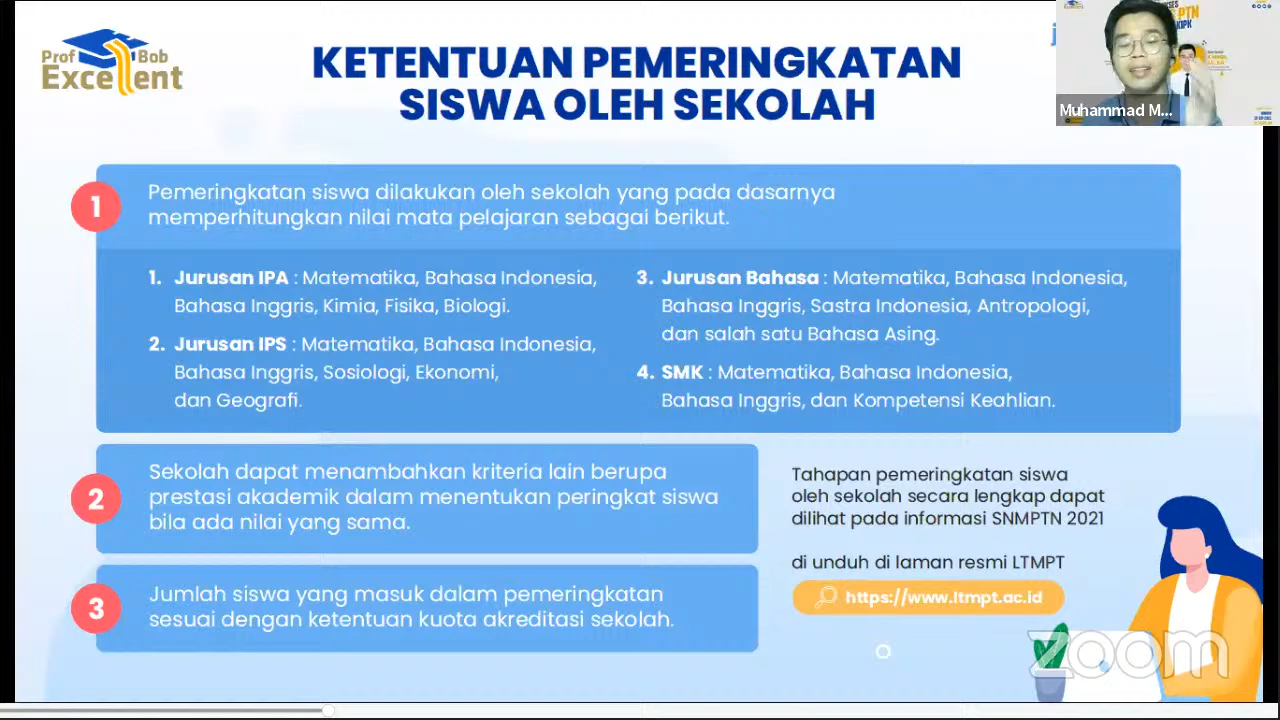 Prof Bob
Excellent
KETENTUAN PEMERINGKATAN
SISWA OLEH SEKOLAH
PTN
KIPK
Muhammad M...
1
Pemeringkatan siswa dilakukan oleh sekolah yang pada dasarnya
memperhitungkan nilai mata pelajaran sebagai berikut.
1. Jurusan IPA : Matematika, Bahasa Indonesia,
Bahasa Inggris, Kimia, Fisika, Biologi.
2. Jurusan IPS : Matematika, Bahasa Indonesia,
Bahasa Inggris, Sosiologi, Ekonomi,
dan Geografi.
3. Jurusan Bahasa : Matematika, Bahasa Indonesia,
Bahasa Inggris, Sastra Indonesia, Antropologi,
dan salah satu Bahasa Asing.
4. SMK : Matematika, Bahasa Indonesia,
Bahasa Inggris, dan Kompetensi Keahlian.
2
Sekolah dapat menambahkan kriteria lain berupa
prestasi akademik dalam menentukan peringkat siswa
bila ada nilai yang sama.
3
Jumlah siswa yang masuk dalam pemeringkatan
sesuai dengan ketentuan kuota akreditasi sekolah.
Tahapan pemeringkatan siswa
oleh sekolah secara lengkap dapat
dilihat pada informasi SNMPTN 2021
di unduh di laman resmi LTMPT
https://www.ltmpt.ac.id
zoom